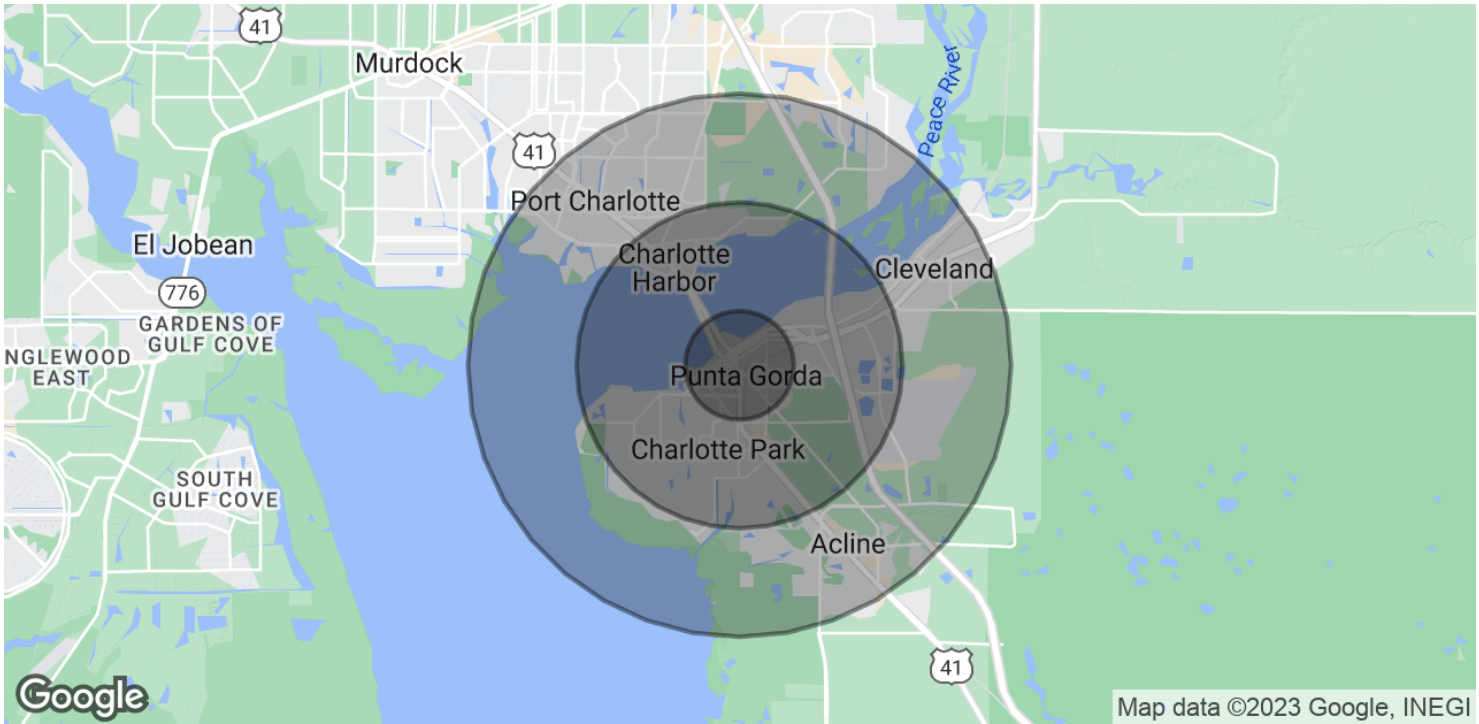 41
Murdock
Peace River
41
Port Charlotte
El Jobean
Charlotte
Harbor
Cleveland
776
GARDENS OF
GULF COVE
NGLEWOOD
EAST
Punta Gorda
Charlotte Park
SOUTH
GULF COVE
Acline
41
Google
Map data ©2023 Google, INEGI